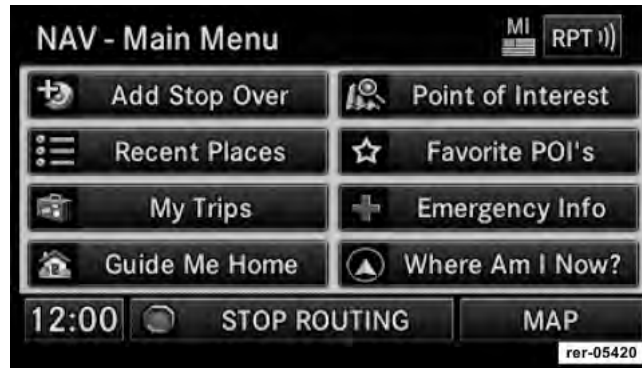 NAV - Main Menu
MI
RPT
Add Stop Over
Point of Interest
Recent Places
Favorite POI's
My Trips
Emergency Info
Guide Me Home
Where Am I Now?
12:00
STOP ROUTING
MAP
rer-05420